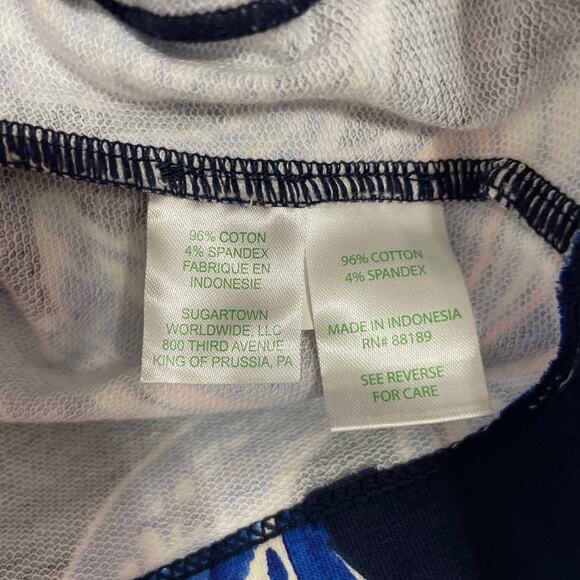 96% COTON
4% SPANDEX
FABRIQUE EN
INDONESIE
SUGARTOWN
WORLDWIDE, LLC
800 THIRD AVENUE
KING OF PRUSSIA, PA
96% COTTON
4% SPANDEX
MADE IN INDONESIA
RN# 88189
SEE REVERSE
FOR CARE